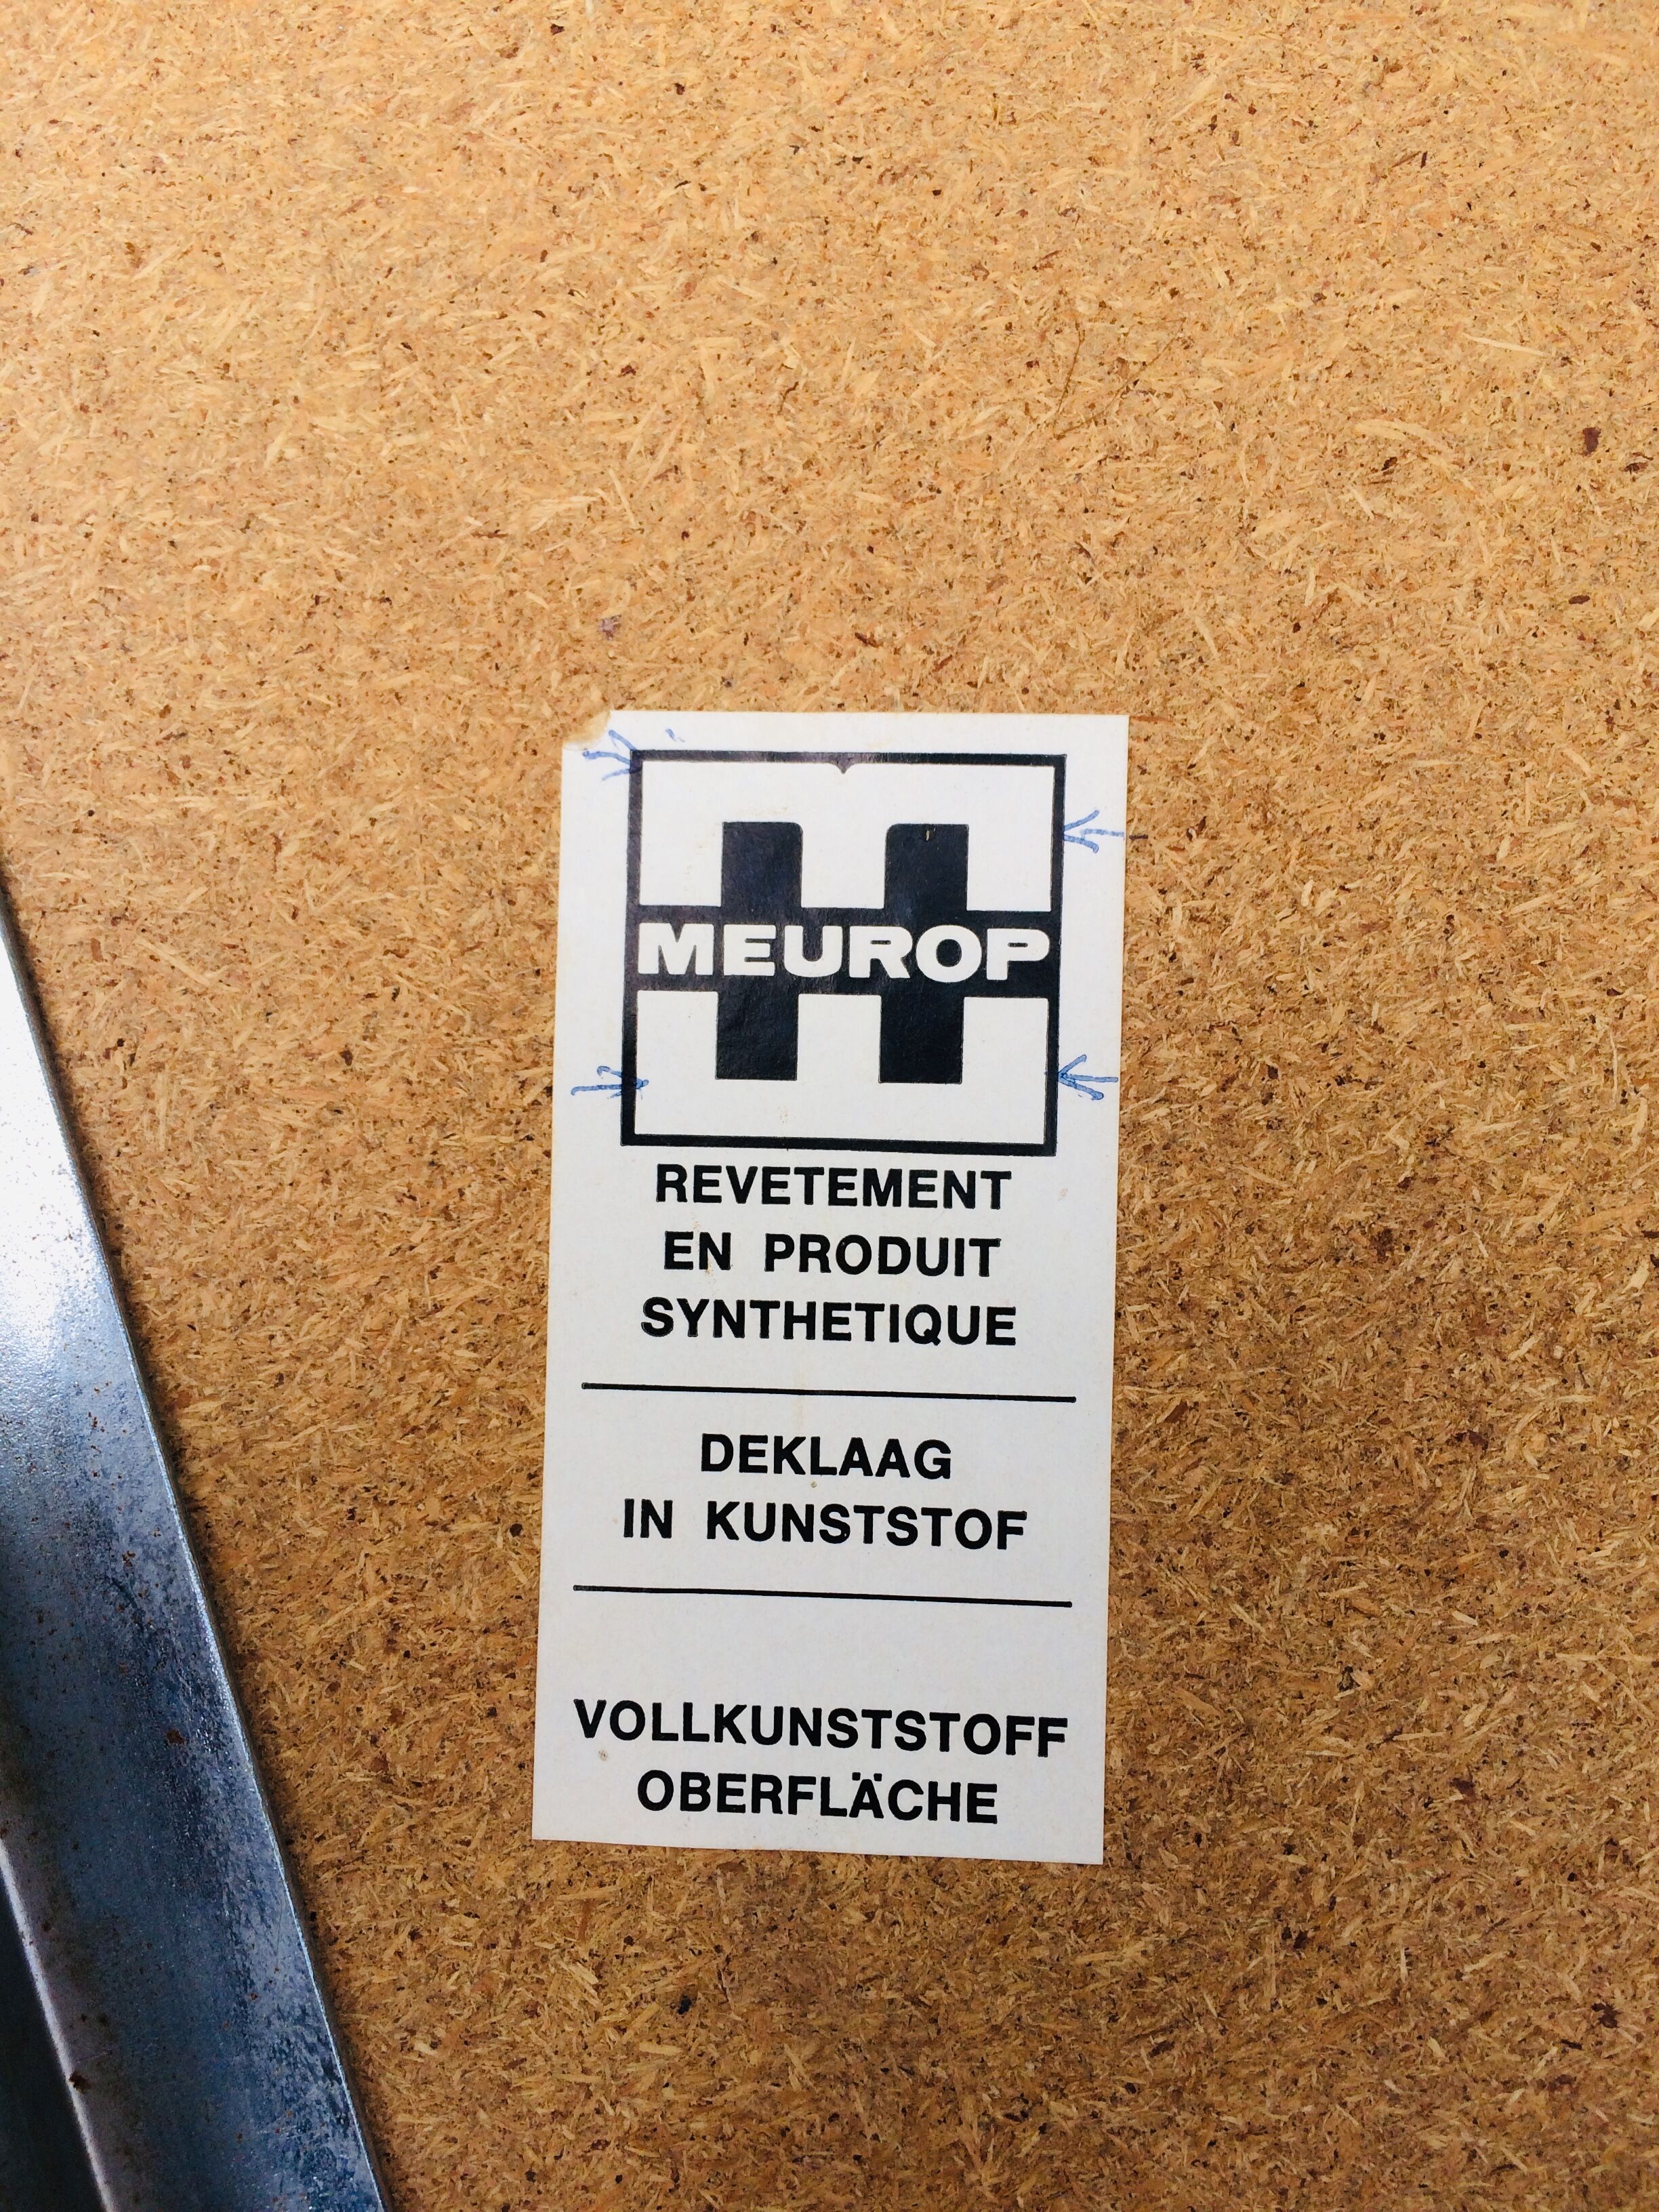 MEUROP
REVETEMENT
EN PRODUIT
SYNTHETIQUE
DEKLAAG
IN KUNSTSTOF
VOLLKUNSTSTOFF
OBERFLÄCHE